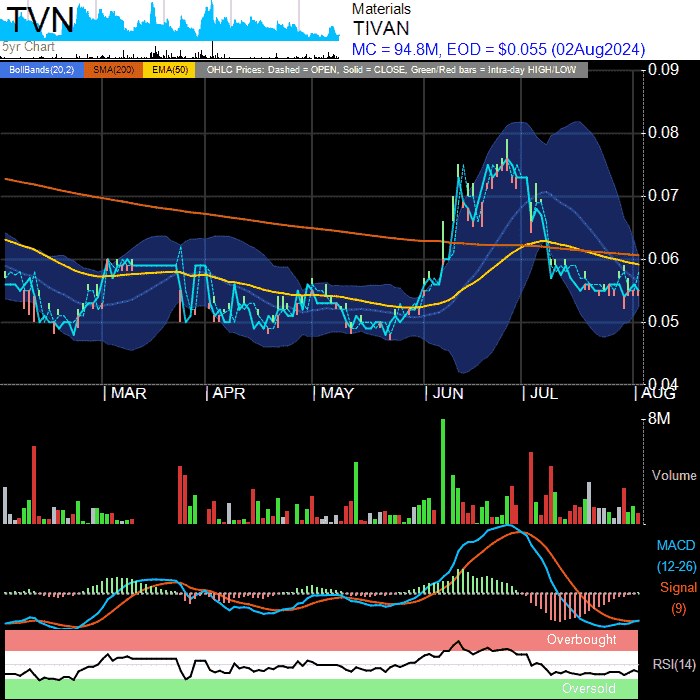 TVN
5yr Chart
Materials
TIVAN
MC = 94.8M, EOD = $0.055 (02Aug2024)
BollBands(20,2) SMA(200) EMA(50) OHLC Prices: Dashed = OPEN, Solid = CLOSE, Green/Red bars = Intra-day HIGH/LOW
0.09
0.08
0.07
0.06
0.05
0.04
| MAR | APR | MAY | JUN | JUL | AUG
8M
Volume
MACD
(12-26)
Signal
(9)
Overbought
RSI(14)
Oversold